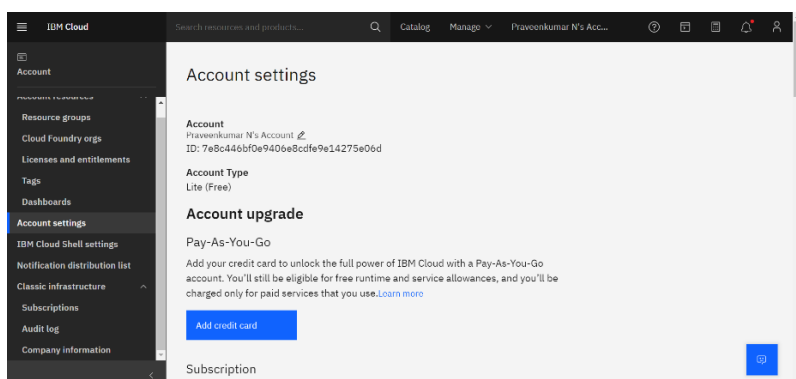 IBM Cloud
Search resources and products...
Catalog
Manage
Praveenkumar N's Acc...
Account
Account resources
Resource groups
Cloud Foundry orgs
Licenses and entitlements
Tags
Dashboards
Account settings
IBM Cloud Shell settings
Notification distribution list
Classic infrastructure
Subscriptions
Audit log
Company information
Account settings
Account
Praveenkumar N's Account
ID: 7e8c446bf0e9406e8cdfe9e14275e06d
Account Type
Lite (Free)
Account upgrade
Pay-As-You-Go
Add your credit card to unlock the full power of IBM Cloud with a Pay-As-You-Go
account. You'll still be eligible for free runtime and service allowances, and you'll be
charged only for paid services that you use.Learn more
Add credit card
Subscription